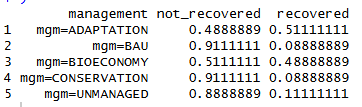 management not_recovered recovered
1 mgm=ADAPTATION 0.4888889 0.51111111
2 mgm=BAU 0.9111111 0.08888889
3 mgm=BIOECONOMY 0.5111111 0.48888889
4 mgm=CONSERVATION 0.9111111 0.08888889
5 mgm=UNMANAGED 0.8888889 0.11111111